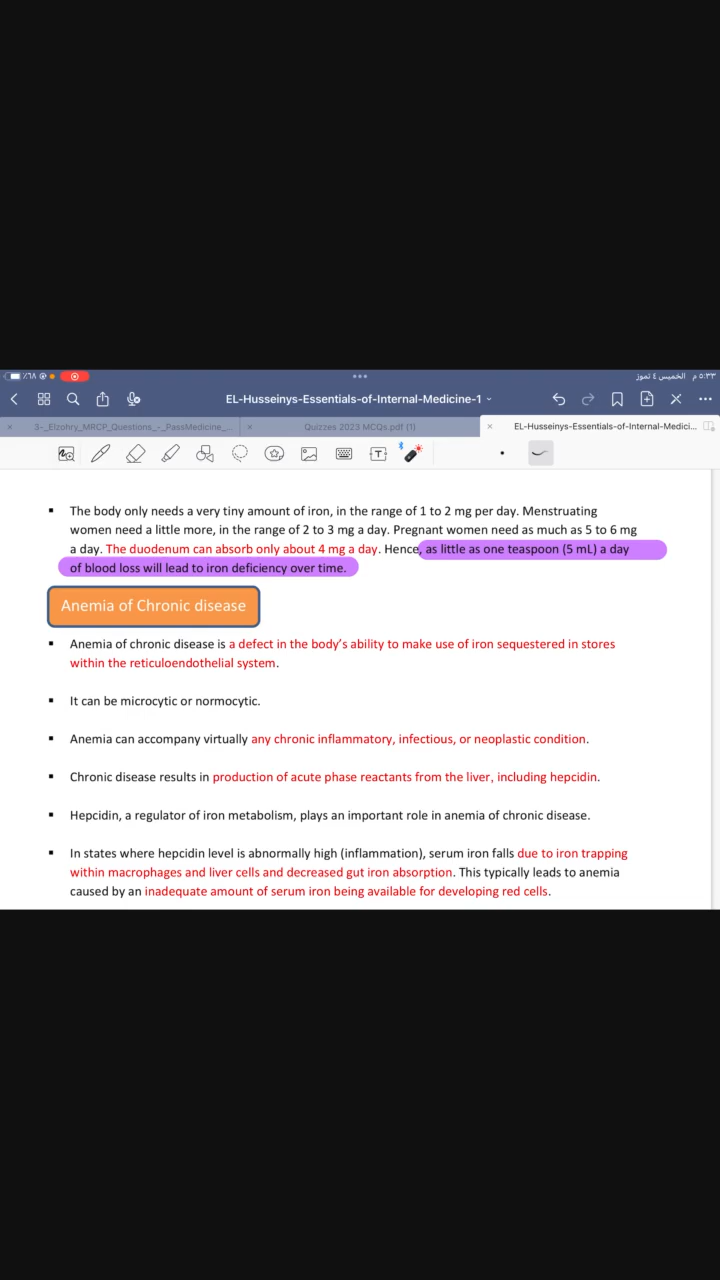 ٪٦٨
٥:٣٣ م الخميس ٤ تموز
EL-Husseinys-Essentials-of-Internal-Medicine-1
3-_Elzohry_MRCP_Questions_-_PassMedicine_...
Quizzes 2023 MCQs.pdf (1)
EL-Husseinys-Essentials-of-Internal-Medici...
▪ The body only needs a very tiny amount of iron, in the range of 1 to 2 mg per day. Menstruating
women need a little more, in the range of 2 to 3 mg a day. Pregnant women need as much as 5 to 6 mg
a day. The duodenum can absorb only about 4 mg a day. Hence, as little as one teaspoon (5 mL) a day
of blood loss will lead to iron deficiency over time.
Anemia of Chronic disease
▪ Anemia of chronic disease is a defect in the body's ability to make use of iron sequestered in stores
within the reticuloendothelial system.
▪ It can be microcytic or normocytic.
▪ Anemia can accompany virtually any chronic inflammatory, infectious, or neoplastic condition.
▪ Chronic disease results in production of acute phase reactants from the liver, including hepcidin.
▪ Hepcidin, a regulator of iron metabolism, plays an important role in anemia of chronic disease.
▪ In states where hepcidin level is abnormally high (inflammation), serum iron falls due to iron trapping
within macrophages and liver cells and decreased gut iron absorption. This typically leads to anemia
caused by an inadequate amount of serum iron being available for developing red cells.